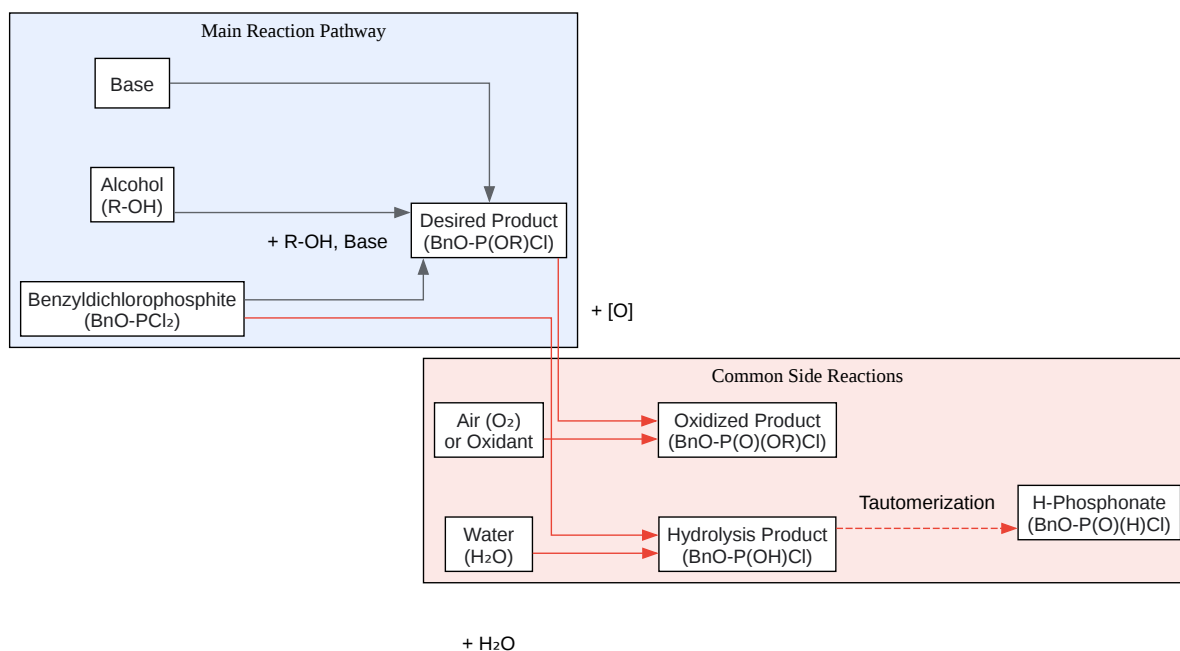 Main Reaction Pathway
Base
Alcohol
(R-OH)
Desired Product
(BnO-P(OR)Cl)
+ R-OH, Base
Benzyldichlorophosphite
(BnO-PCl₂)
+ [O]
Common Side Reactions
Air (O₂)
or Oxidant
Oxidized Product
(BnO-P(O)(OR)Cl)
Tautomerization
H-Phosphonate
(BnO-P(O)(H)Cl)
Water
(H₂O)
Hydrolysis Product
(BnO-P(OH)Cl)
+ H₂O